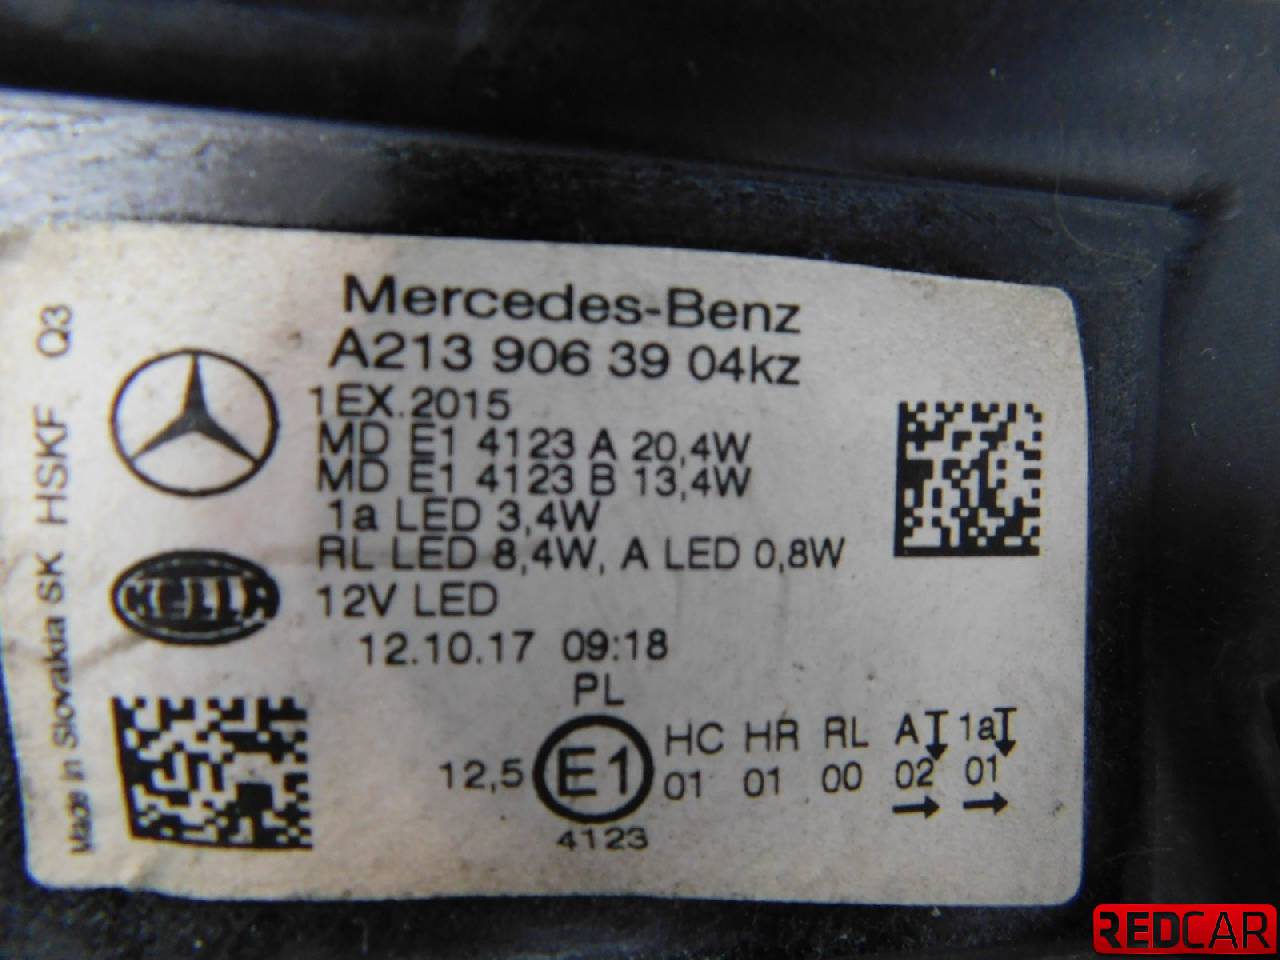 Mercedes-Benz
A213 906 39 04kz
1EX.2015
MD E1 4123 A 20,4W
MD E1 4123 B 13,4W
1a LED 3,4W
RL LED 8,4W, A LED 0,8W
12V LED
12.10.17 09:18
PL
HC HR RL A 1a
12,5 E1 01 01 00 02 01
4123
HELLA
Made in Slovakia SK HSKF Q3
REDCAR